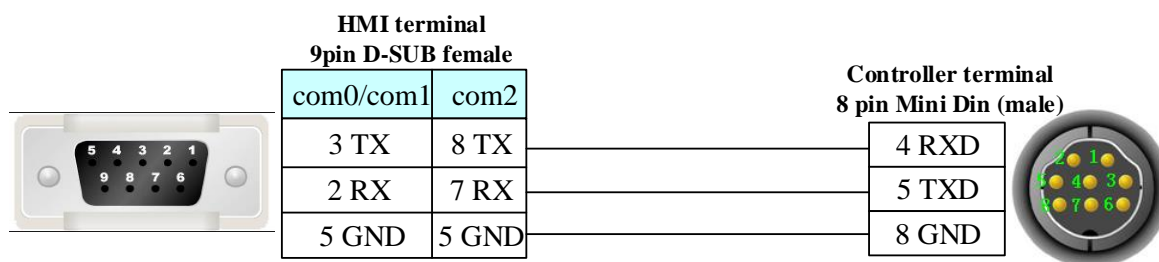 HMI terminal
9pin D-SUB female
com0/com1 com2
3 TX 8 TX
2 RX 7 RX
5 GND 5 GND
Controller terminal
8 pin Mini Din (male)
4 RXD
5 TXD
8 GND
5 4 3 2 1
9 8 7 6
2 1
5 4 3
8 7 6